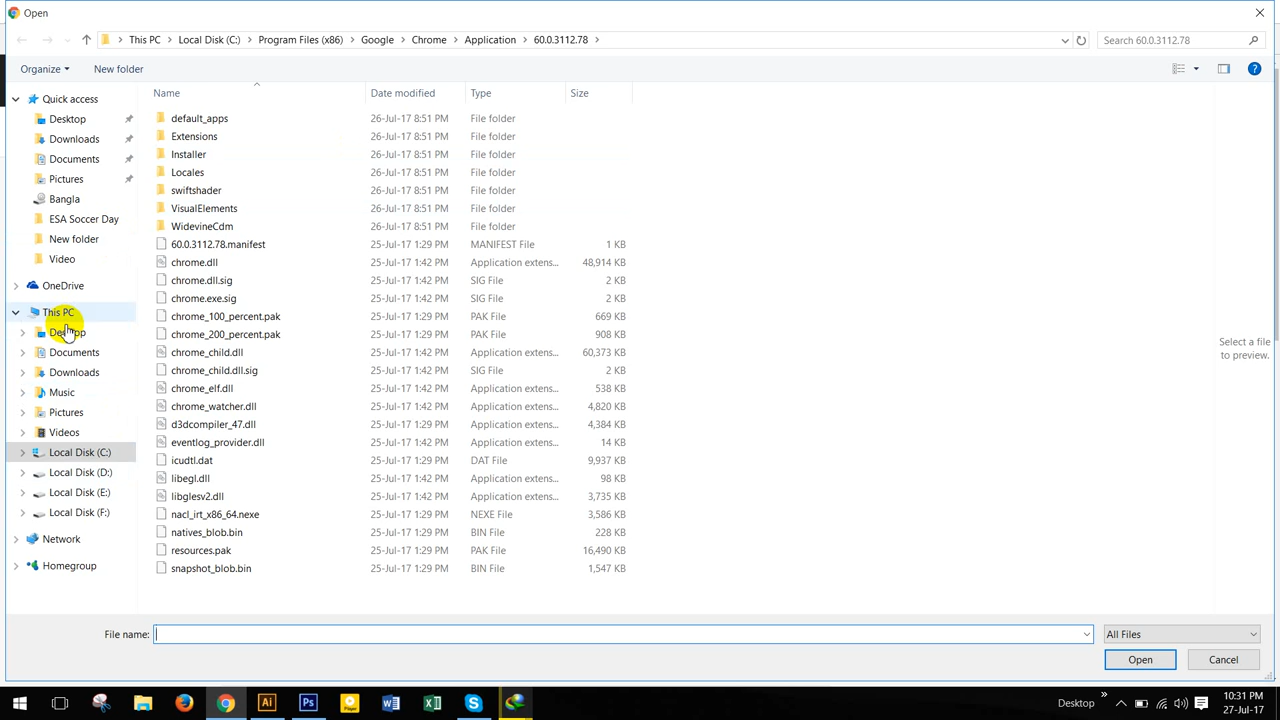 Open
This PC Local Disk (C:) Program Files (x86) Google Chrome Application 60.0.3112.78 Search 60.0.3112.78
Organize New folder
Name Date modified Type Size
Quick access
Desktop
Downloads
Documents
Pictures
Bangla
ESA Soccer Day
New folder
Video
OneDrive
This PC
Desktop
Documents
Downloads
Music
Pictures
Videos
Local Disk (C:)
Local Disk (D:)
Local Disk (E:)
Local Disk (F:)
Network
Homegroup
default_apps 26-Jul-17 8:51 PM File folder
Extensions 26-Jul-17 8:51 PM File folder
Installer 26-Jul-17 8:51 PM File folder
Locales 26-Jul-17 8:51 PM File folder
swiftshader 26-Jul-17 8:51 PM File folder
VisualElements 26-Jul-17 8:51 PM File folder
WidevineCdm 26-Jul-17 8:51 PM File folder
60.0.3112.78.manifest 25-Jul-17 1:29 PM MANIFEST File 1 KB
chrome.dll 25-Jul-17 1:42 PM Application extens... 48,914 KB
chrome.dll.sig 25-Jul-17 1:42 PM SIG File 2 KB
chrome.exe.sig 25-Jul-17 1:42 PM SIG File 2 KB
chrome_100_percent.pak 25-Jul-17 1:29 PM PAK File 669 KB
chrome_200_percent.pak 25-Jul-17 1:29 PM PAK File 908 KB
chrome_child.dll 25-Jul-17 1:42 PM Application extens... 60,373 KB
chrome_child.dll.sig 25-Jul-17 1:42 PM SIG File 2 KB
chrome_elf.dll 25-Jul-17 1:42 PM Application extens... 538 KB
chrome_watcher.dll 25-Jul-17 1:42 PM Application extens... 4,820 KB
d3dcompiler_47.dll 25-Jul-17 1:29 PM Application extens... 4,384 KB
eventlog_provider.dll 25-Jul-17 1:42 PM Application extens... 14 KB
icudtl.dat 25-Jul-17 1:29 PM DAT File 9,937 KB
libegl.dll 25-Jul-17 1:42 PM Application extens... 98 KB
libglesv2.dll 25-Jul-17 1:42 PM Application extens... 3,735 KB
nacl_irt_x86_64.nexe 25-Jul-17 1:29 PM NEXE File 3,586 KB
natives_blob.bin 25-Jul-17 1:29 PM BIN File 228 KB
resources.pak 25-Jul-17 1:29 PM PAK File 16,490 KB
snapshot_blob.bin 25-Jul-17 1:29 PM BIN File 1,547 KB
Select a file
to preview.
File name: All Files
Open Cancel
Ai Ps Player Desktop 10:31 PM
27-Jul-17